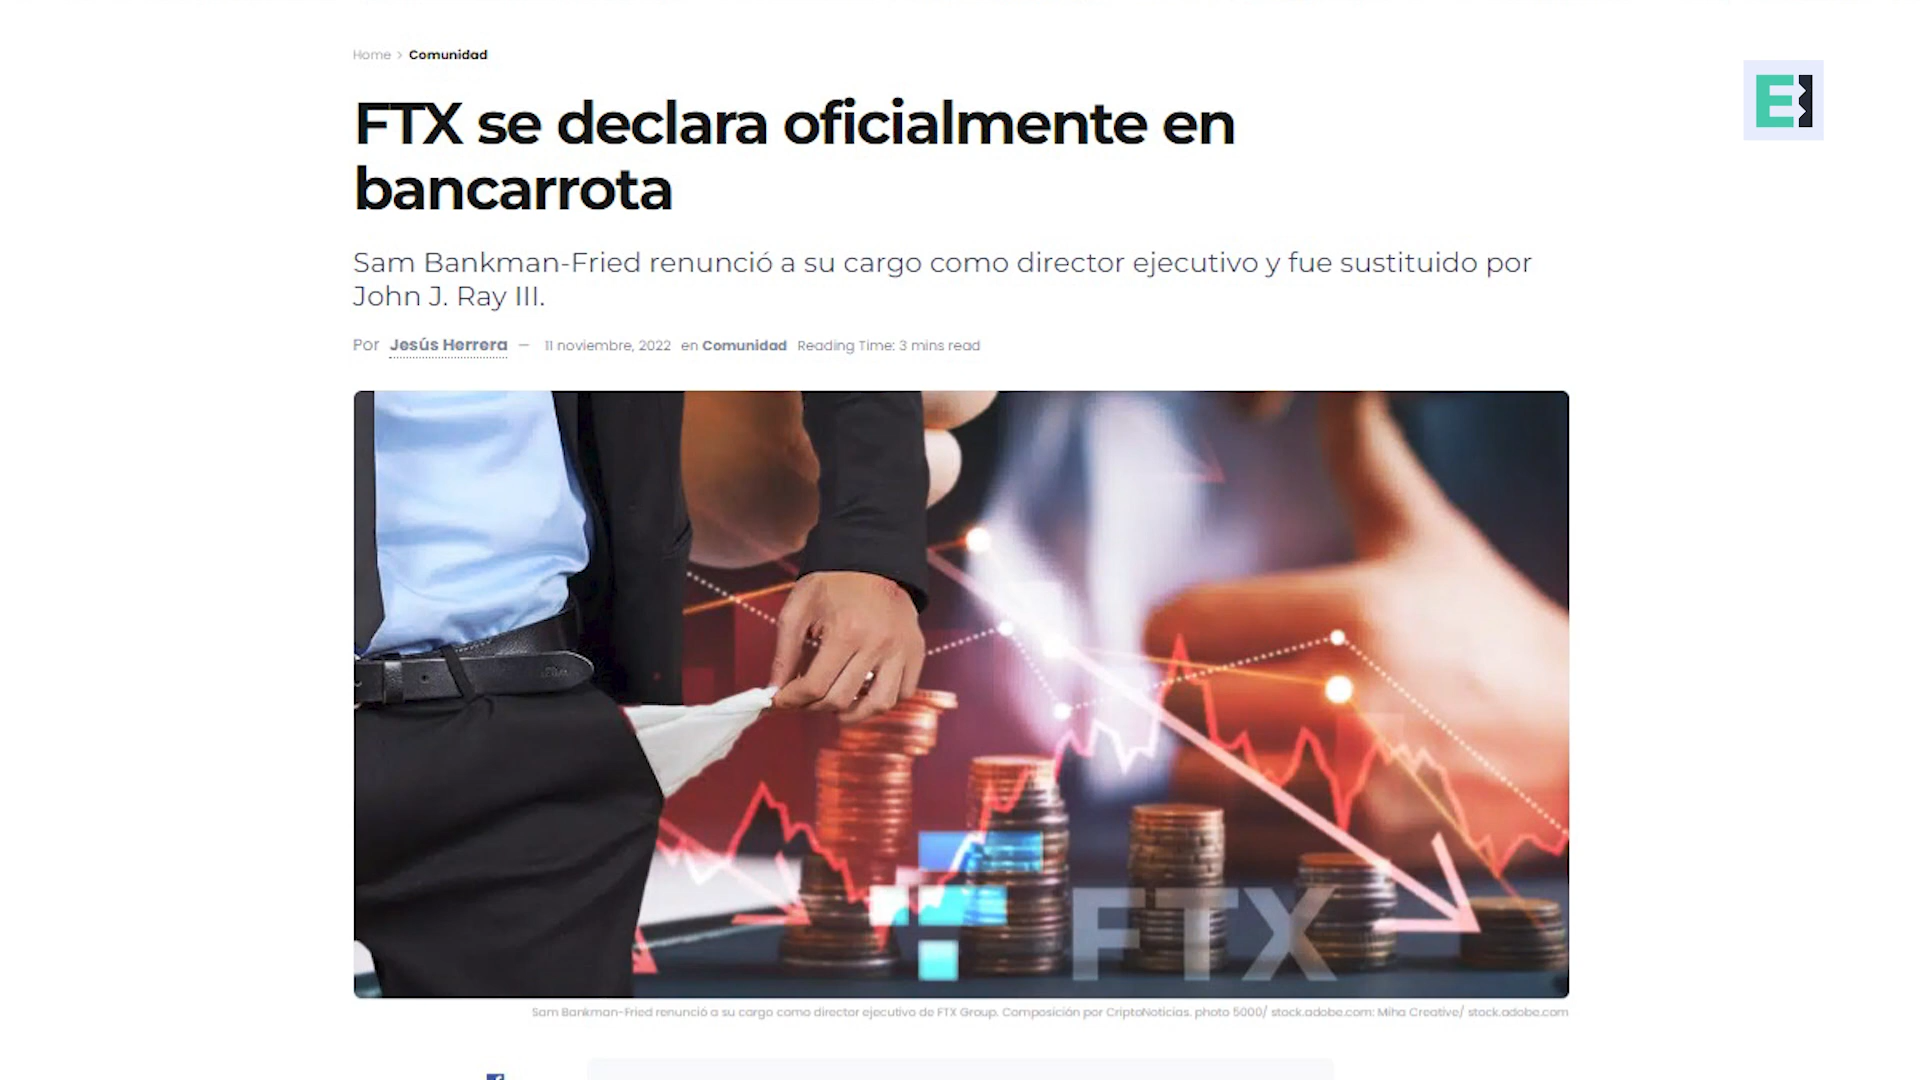 Home > Comunidad
FTX se declara oficialmente en
bancarrota
Sam Bankman-Fried renunció a su cargo como director ejecutivo y fue sustituido por
John J. Ray III.
Por Jesús Herrera — 11 noviembre, 2022 en Comunidad Reading Time: 3 mins read
FTX
Sam Bankman-Fried renunció a su cargo como director ejecutivo de FTX Group. Composición por CriptoNoticias. photo 5000/ stock.adobe.com: Miha Creative/ stock.adobe.com